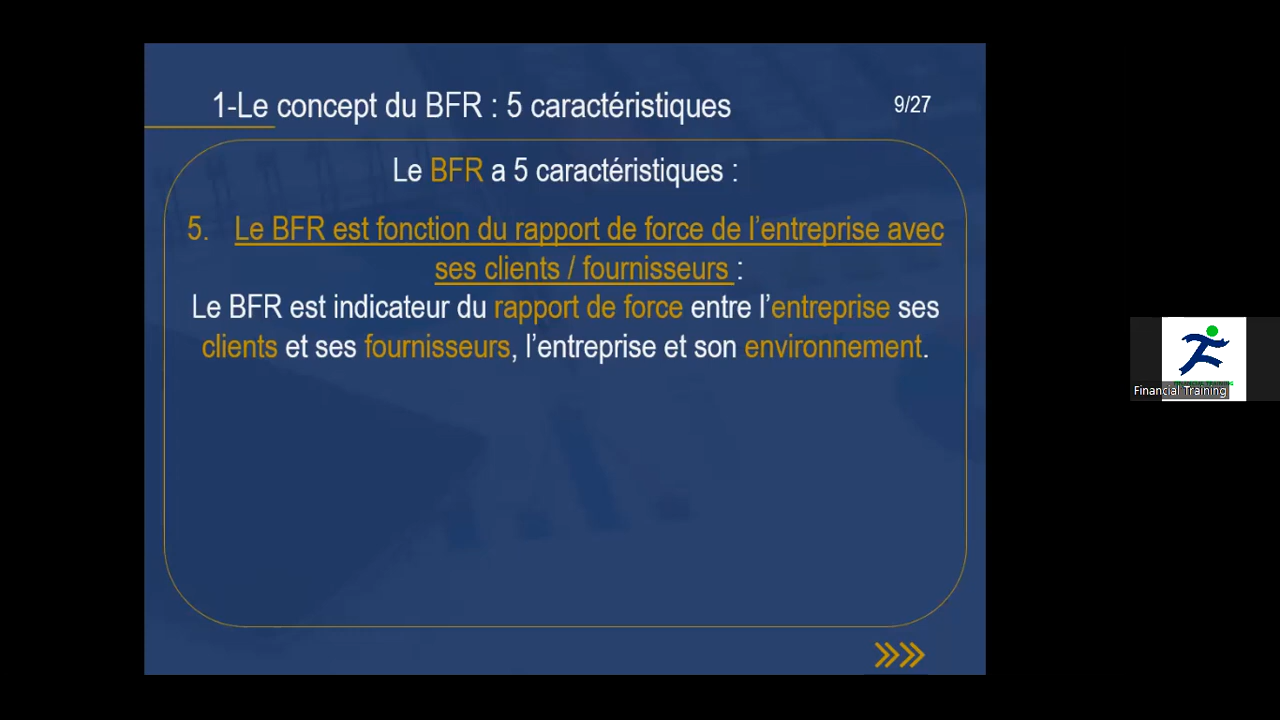 1-Le concept du BFR : 5 caractéristiques
9/27
Le BFR a 5 caractéristiques :
5. Le BFR est fonction du rapport de force de l’entreprise avec
ses clients / fournisseurs :
Le BFR est indicateur du rapport de force entre l’entreprise ses
clients et ses fournisseurs, l’entreprise et son environnement.
Financial Training